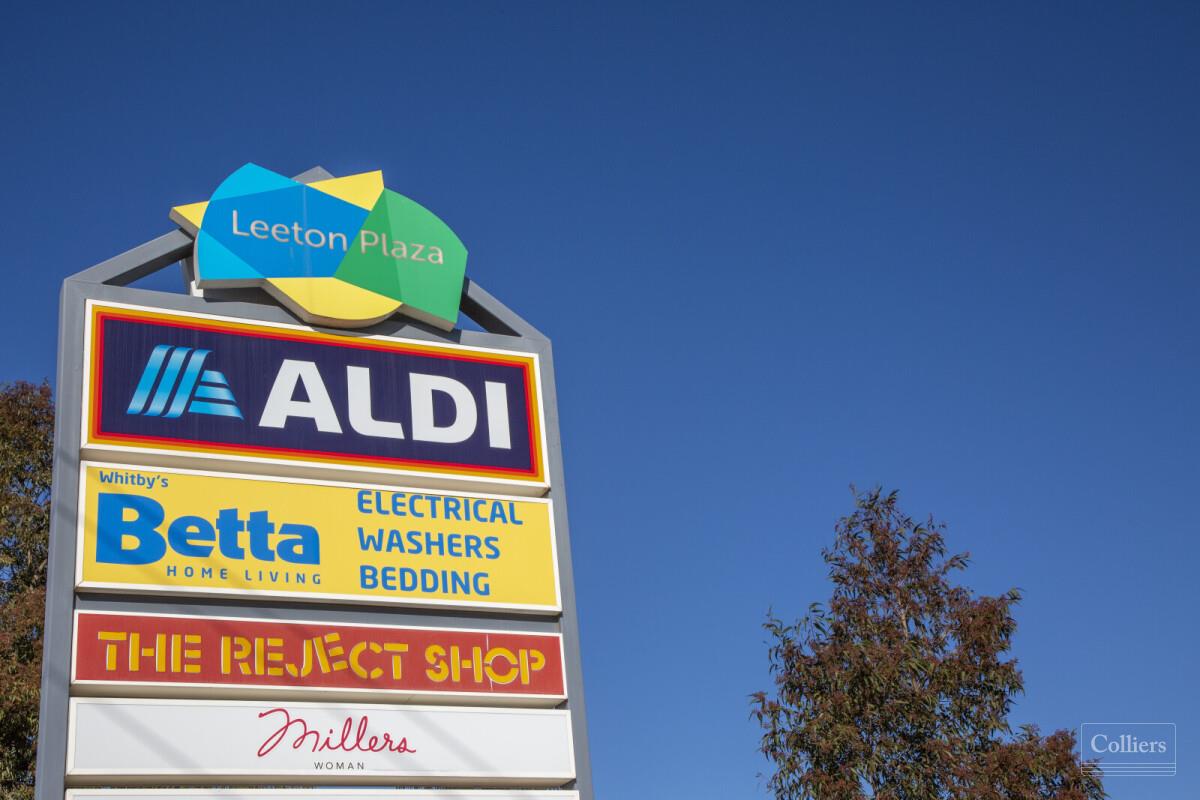 Leeton Plaza
ALDI
Whitby's
Betta
HOME LIVING
ELECTRICAL
WASHERS
BEDDING
THE REJECT SHOP
Millers
WOMAN
Colliers